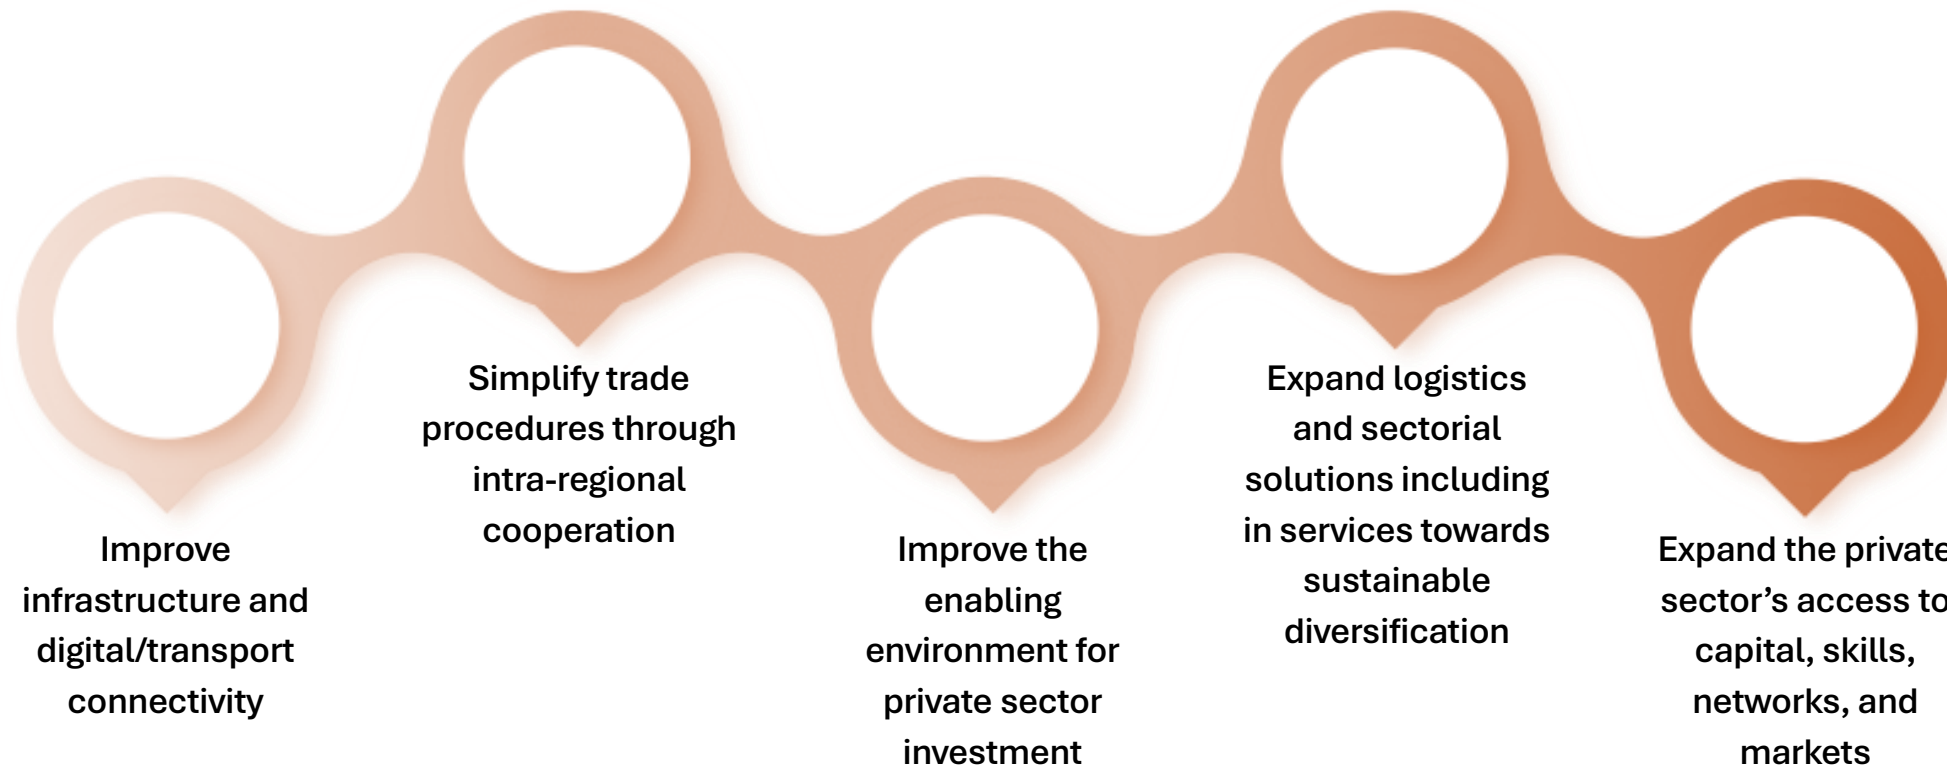 Improve
infrastructure and
digital/transport
connectivity
Simplify trade
procedures through
intra-regional
cooperation
Improve the
enabling
environment for
private sector
investment
Expand logistics
and sectorial
solutions including
in services towards
sustainable
diversification
Expand the private
sector’s access to
capital, skills,
networks, and
markets